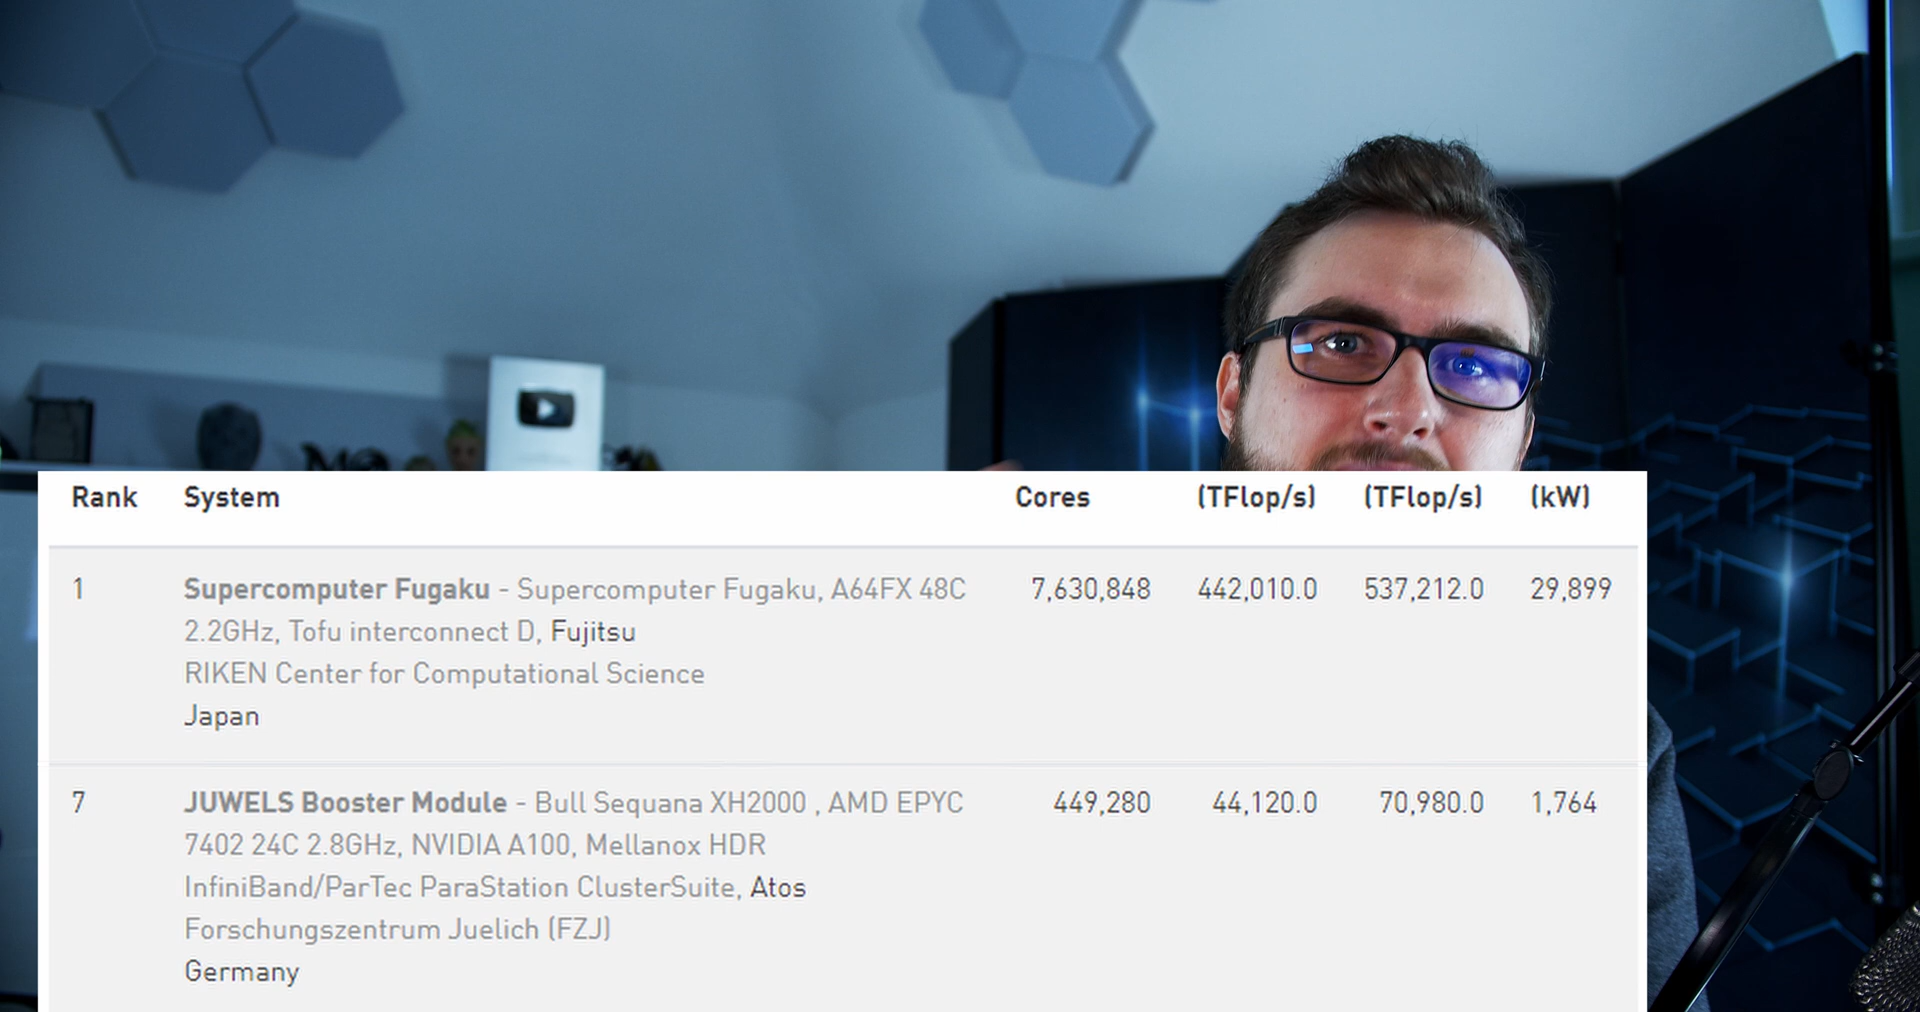 Rank System Cores (TFlop/s) (TFlop/s) (kW)
1 Supercomputer Fugaku - Supercomputer Fugaku, A64FX 48C 7,630,848 442,010.0 537,212.0 29,899
2.2GHz, Tofu interconnect D, Fujitsu
RIKEN Center for Computational Science
Japan
7 JUWELS Booster Module - Bull Sequana XH2000 , AMD EPYC 449,280 44,120.0 70,980.0 1,764
7402 24C 2.8GHz, NVIDIA A100, Mellanox HDR
InfiniBand/ParTec ParaStation ClusterSuite, Atos
Forschungszentrum Juelich (FZJ)
Germany